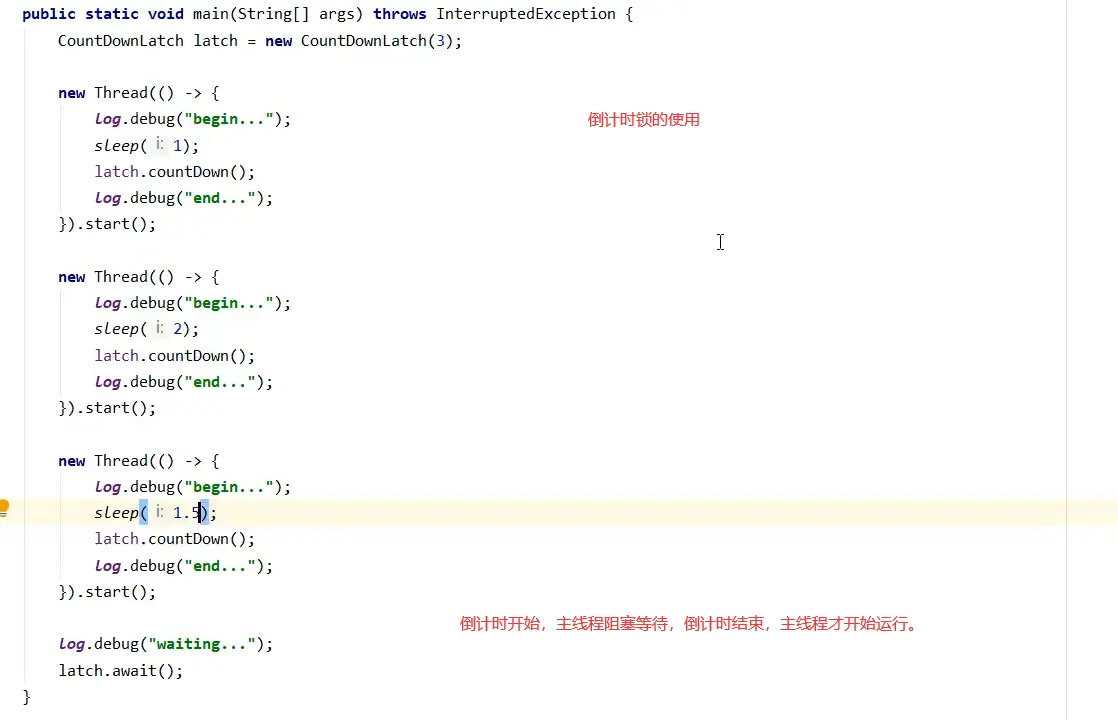 public static void main(String[] args) throws InterruptedException {
CountDownLatch latch = new CountDownLatch(3);
new Thread(() -> {
log.debug("begin...");
倒计时锁的使用
sleep( i: 1);
latch.countDown();
log.debug("end...");
}).start();
new Thread(() -> {
log.debug("begin...");
sleep( i: 2);
latch.countDown();
log.debug("end...");
}).start();
new Thread(() -> {
log.debug("begin...");
sleep( i: 1.5);
latch.countDown();
log.debug("end...");
}).start();
倒计时开始，主线程阻塞等待，倒计时结束，主线程才开始运行。
log.debug("waiting...");
latch.await();
}